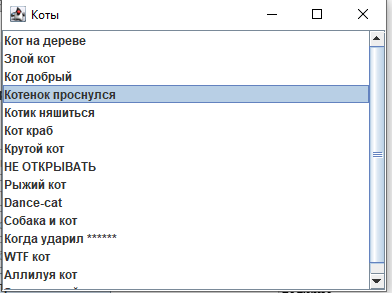 Коты
Кот на дереве
Злой кот
Кот добрый
Котенок проснулся
Котик няшиться
Кот краб
Крутой кот
НЕ ОТКРЫВАТЬ
Рыжий кот
Dance-cat
Собака и кот
Когда ударил ******
WTF кот
Аллилуя кот